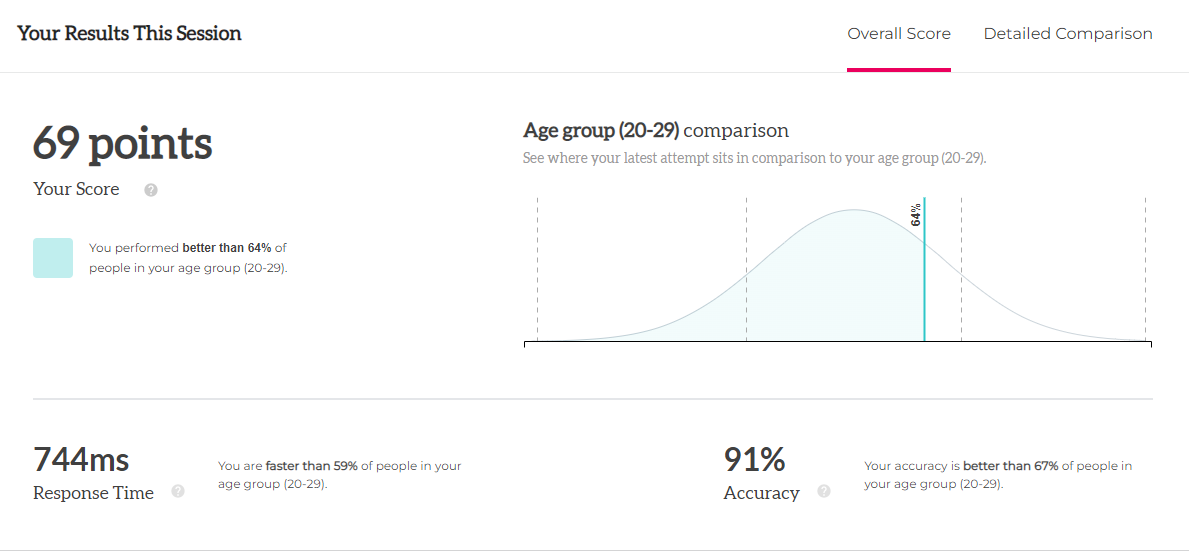 Your Results This Session
Overall Score
Detailed Comparison
69 points
Your Score ?
You performed better than 64% of
people in your age group (20-29).
Age group (20-29) comparison
See where your latest attempt sits in comparison to your age group (20-29).
64%
744ms
Response Time ?
You are faster than 59% of people in your
age group (20-29).
91%
Accuracy ?
Your accuracy is better than 67% of people in
your age group (20-29).